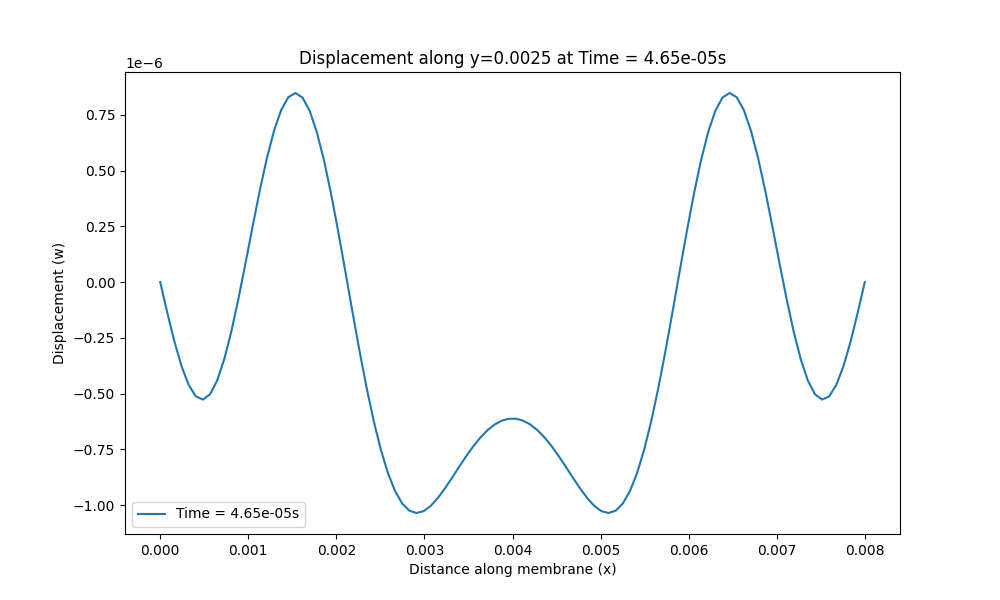 Displacement along y=0.0025 at Time = 4.65e-05s
1e−6
0.75
0.50
0.25
0.00
−0.25
−0.50
−0.75
−1.00
Displacement (w)
Time = 4.65e-05s
0.000 0.001 0.002 0.003 0.004 0.005 0.006 0.007 0.008
Distance along membrane (x)